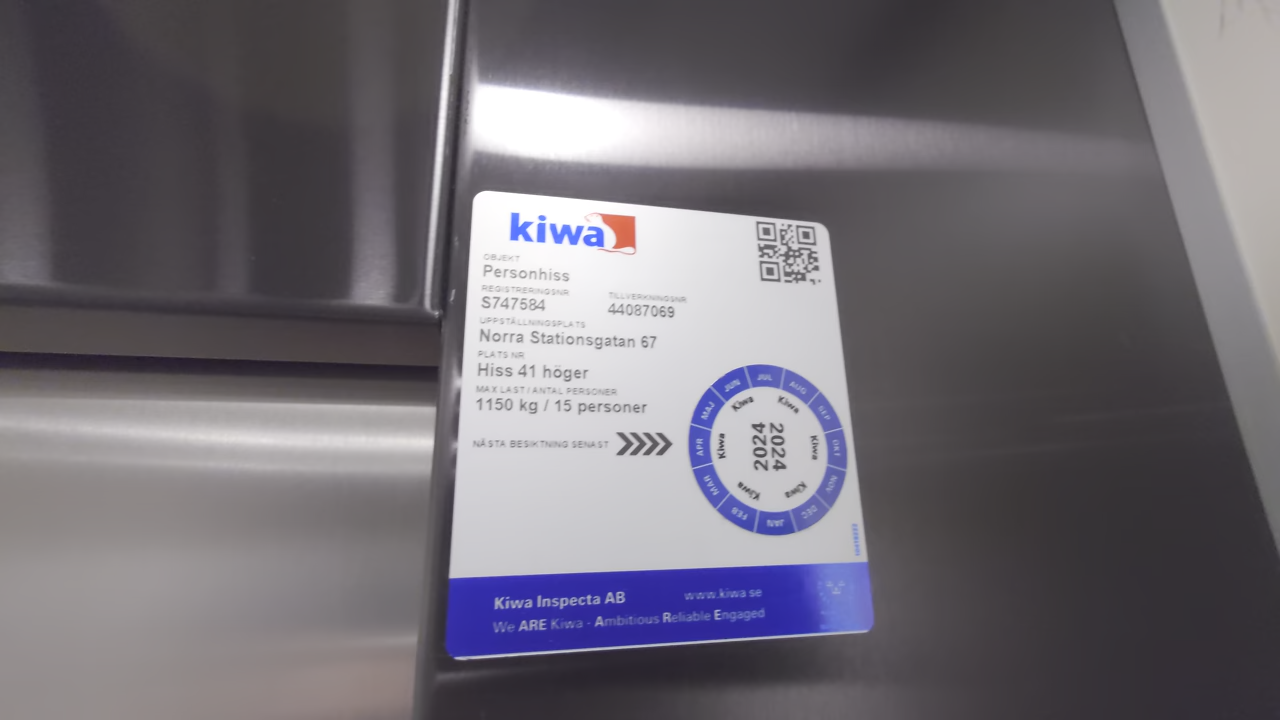 kiwa
OBJEKT
Personhiss
REGISTRERINGSNR TILLVERKNINGSNR
S747584 44087069
UPPSTÄLLNINGSPLATS
Norra Stationsgatan 67
PLATS NR
Hiss 41 höger
MAX LAST / ANTAL PERSONER
1150 kg / 15 personer
NÄSTA BESIKTNING SENAST
JAN FEB MAR APR MAJ JUN JUL AUG SEP OKT NOV DEC
Kiwa Kiwa Kiwa Kiwa Kiwa Kiwa
2024
2024
Kiwa Inspecta AB www.kiwa.se
We ARE Kiwa - Ambitious Reliable Engaged